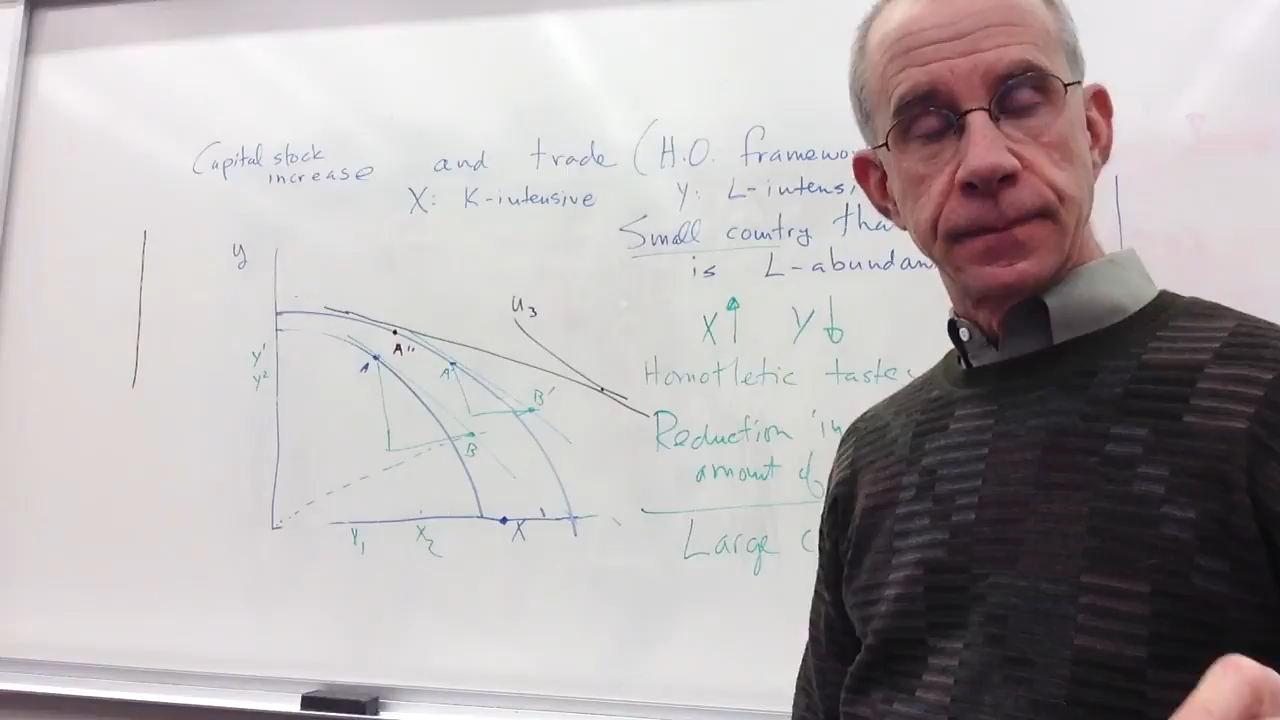 Capital stock increase and trade (H.O. framewo
X: K-intensive Y: L-intensi
Small country tha
is L-abundan
X↑ Y↓
Homothetic taste
Reduction in
amount of
Large c
y
u₃
A"
A
A'
B'
B
Y'
Y²
Y₁ X₂ X